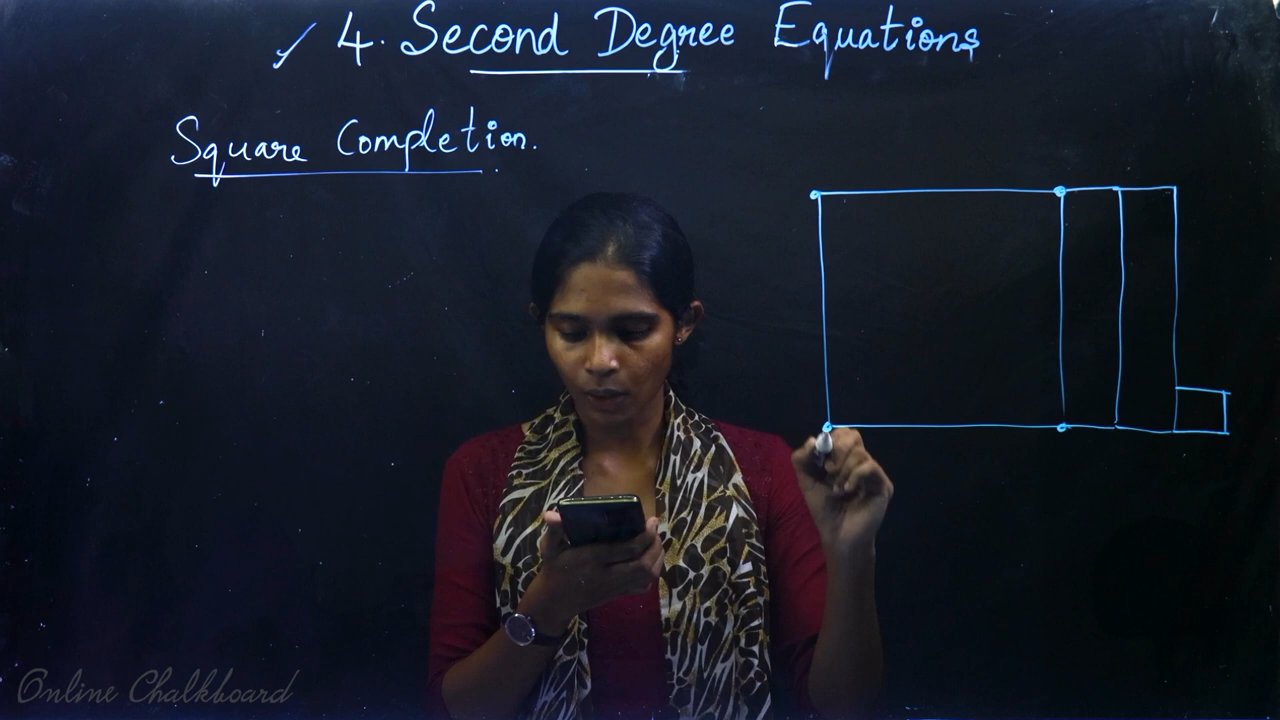 ✓ 4. Second Degree Equations
Square Completion.
Online Chalkboard